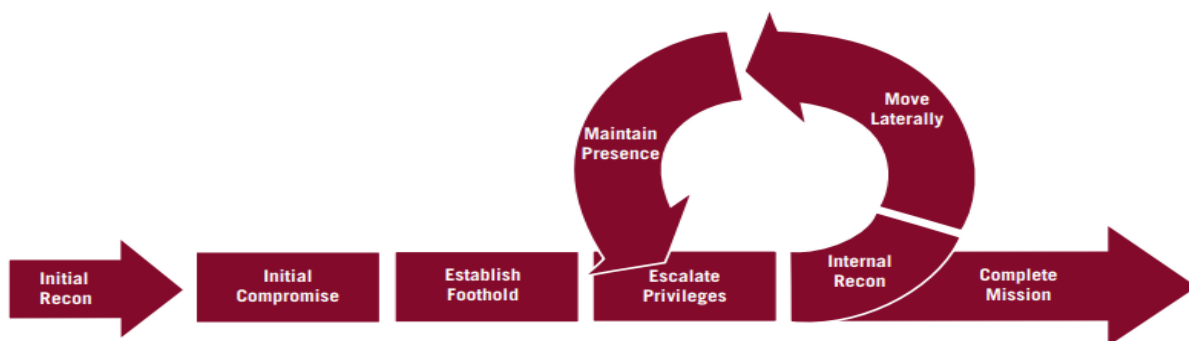 Move
Laterally
Maintain
Presence
Initial
Recon
Initial
Compromise
Establish
Foothold
Escalate
Privileges
Internal
Recon
Complete
Mission